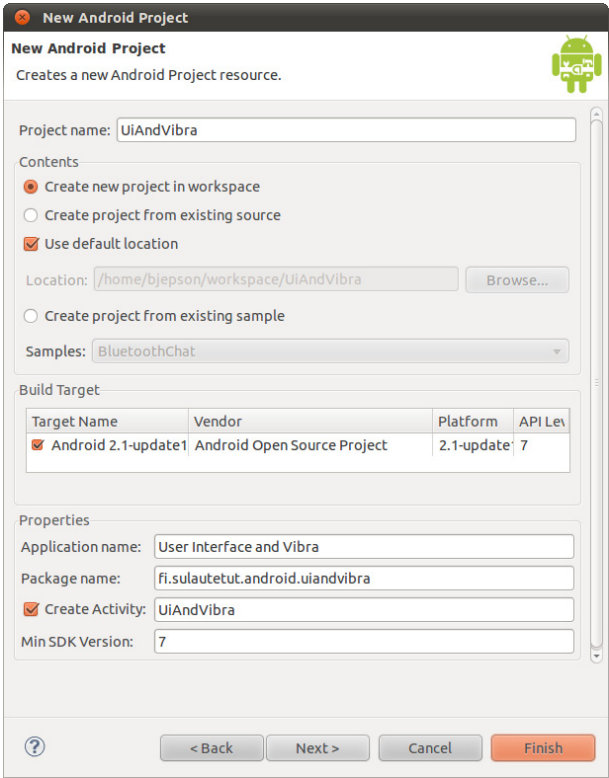 New Android Project
New Android Project
Creates a new Android Project resource.
Project name: UiAndVibra
Contents
Create new project in workspace
Create project from existing source
Use default location
Location: /home/bjepson/workspace/UiAndVibra Browse...
Create project from existing sample
Samples: BluetoothChat
Build Target
Target Name Vendor Platform API Lev
Android 2.1-update1 Android Open Source Project 2.1-update1 7
Properties
Application name: User Interface and Vibra
Package name: fi.sulautetut.android.uiandvibra
Create Activity: UiAndVibra
Min SDK Version: 7
? < Back Next > Cancel Finish